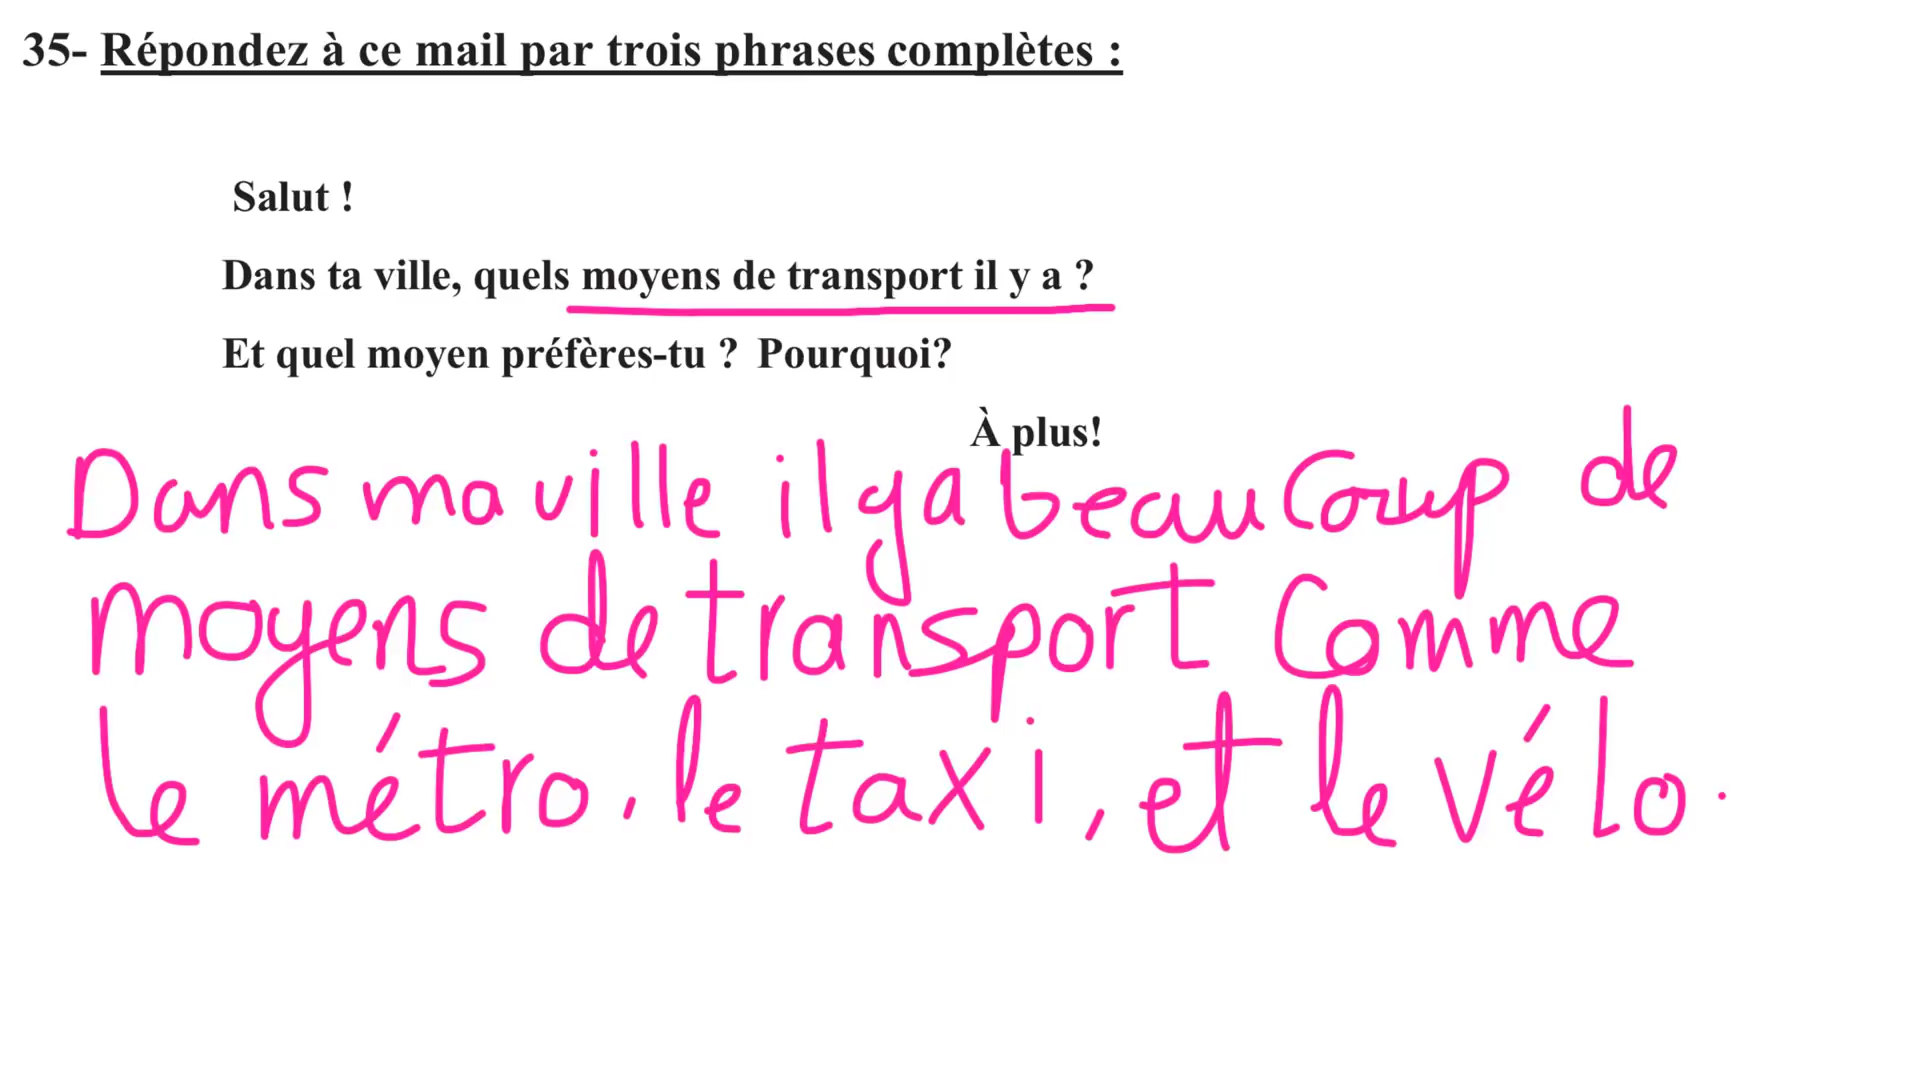 35- Répondez à ce mail par trois phrases complètes :
Salut !
Dans ta ville, quels moyens de transport il y a ?
Et quel moyen préfères-tu ? Pourquoi?
À plus!
Dans ma ville il y a beaucoup de
moyens de transport comme
le métro, le taxi, et le vélo.